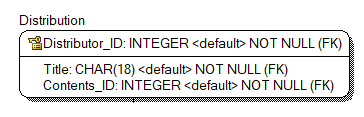 Distribution
Distributor_ID: INTEGER <default> NOT NULL (FK)
Title: CHAR(18) <default> NOT NULL (FK)
Contents_ID: INTEGER <default> NOT NULL (FK)